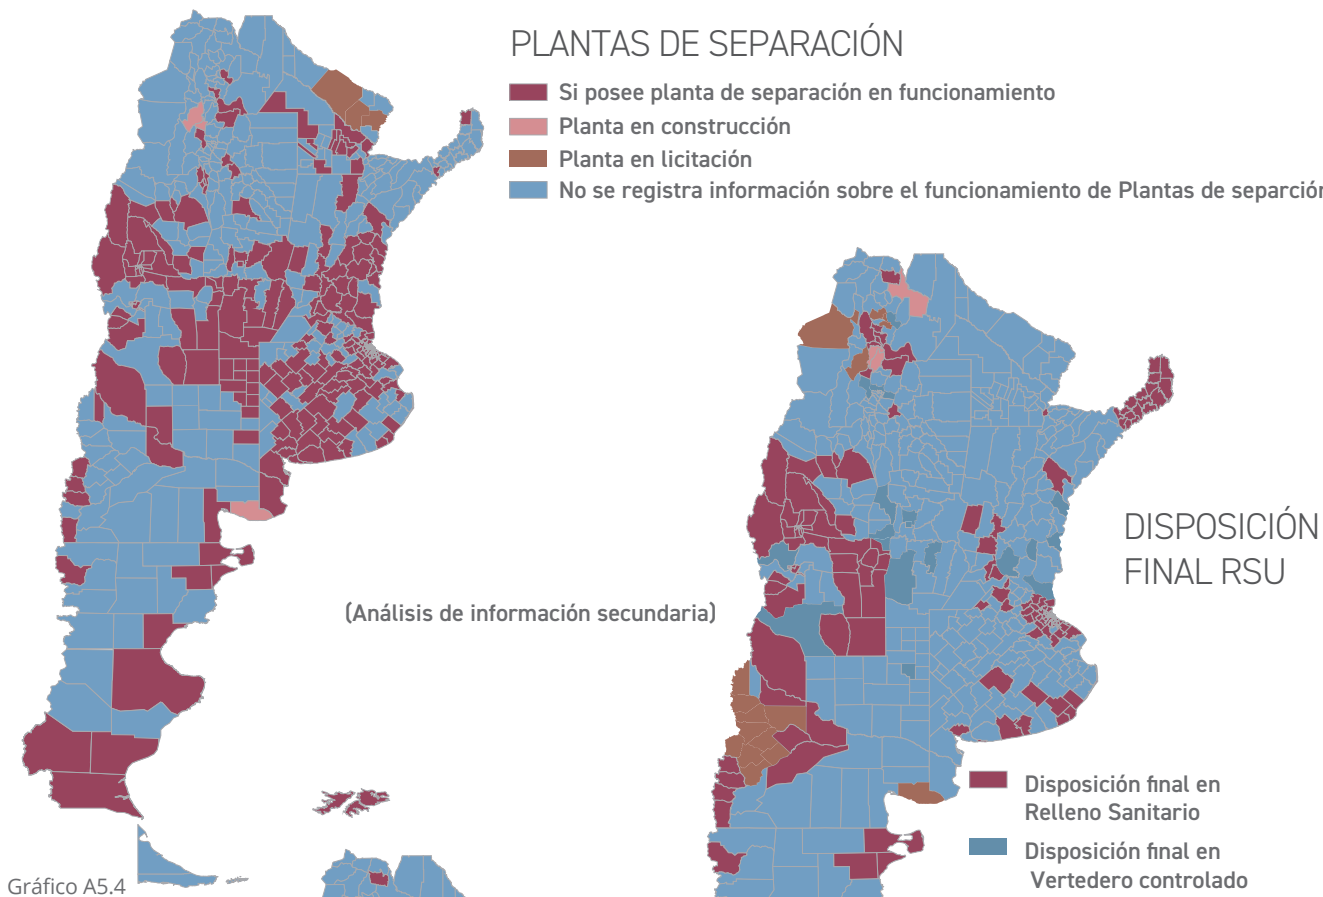 PLANTAS DE SEPARACIÓN
Si posee planta de separación en funcionamiento
Planta en construcción
Planta en licitación
No se registra información sobre el funcionamiento de Plantas de separción
DISPOSICIÓN
FINAL RSU
(Análisis de información secundaria)
Disposición final en
Relleno Sanitario
Disposición final en
Vertedero controlado
Gráfico A5.4